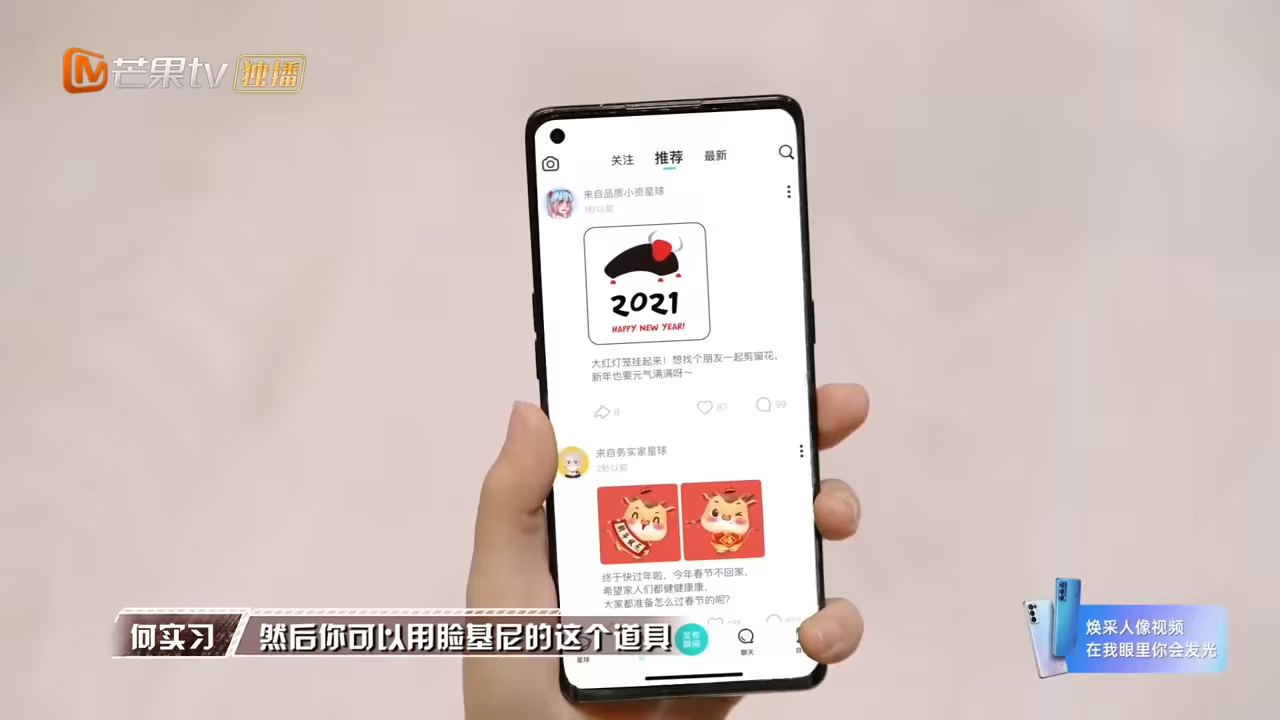 芒果tv 独播
关注 推荐 最新
来自品质小资星球
1秒以前
2021
HAPPY NEW YEAR!
大红灯笼挂起来！想找个朋友一起剪窗花，
新年也要元气满满呀～
8 87 99
来自务实家星球
2秒以前
终于快过年啦，今年春节不回家，
希望家人们都健健康康，
大家都准备怎么过春节的呢？
何实习 然后你可以用脸基尼的这个道具
发布
瞬间
星球
聊天
焕采人像视频
在我眼里你会发光